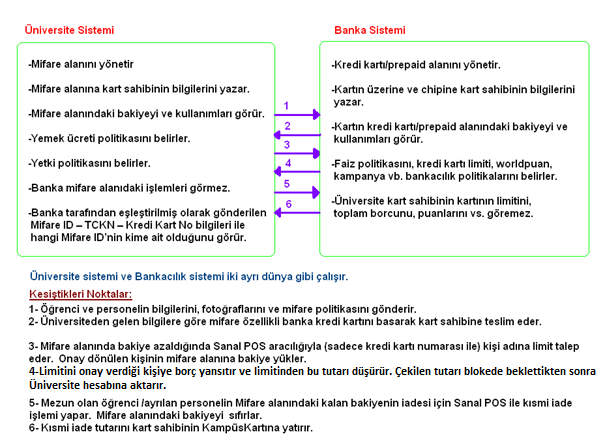 Üniversite Sistemi
-Mifare alanını yönetir
-Mifare alanına kart sahibinin bilgilerini yazar.
-Mifare alanındaki bakiyeyi ve kullanımları görür.
-Yemek ücreti politikasını belirler.
-Yetki politikasını belirler.
-Banka mifare alanıdaki işlemleri görmez.
-Banka tarafından eşleştirilmiş olarak gönderilen
Mifare ID – TCKN – Kredi Kart No bilgileri ile
hangi Mifare ID'nin kime ait olduğunu görür.
1
2
3
4
5
6
Banka Sistemi
-Kredi kartı/prepaid alanını yönetir.
-Kartın üzerine ve chipine kart sahibinin bilgilerini
yazar.
-Kartın kredi kartı/prepaid alanındaki bakiyeyi ve
kullanımları görür.
-Faiz politikasını, kredi kartı limiti, worldpuan,
kampanya vb. bankacılık politikalarını belirler.
-Üniversite kart sahibinin kartının limitini,
toplam borcunu, puanlarını vs. göremez.
Üniversite sistemi ve Bankacılık sistemi iki ayrı dünya gibi çalışır.
Kesiştikleri Noktalar:
1- Öğrenci ve personelin bilgilerini, fotoğraflarını ve mifare politikasını gönderir.
2- Üniversiteden gelen bilgilere göre mifare özellikli banka kredi kartını basarak kart sahibine teslim eder.
3- Mifare alanında bakiye azaldığında Sanal POS aracılığıyla (sadece kredi kartı numarası ile) kişi adına limit talep
eder. Onay dönülen kişinin mifare alanına bakiye yükler.
4-Limitini onay verdiği kişiye borç yansıtır ve limitinden bu tutarı düşürür. Çekilen tutarı blokede beklettikten sonra
Üniversite hesabına aktarır.
5- Mezun olan öğrenci /ayrılan personelin Mifare alanındaki kalan bakiyenin iadesi için Sanal POS ile kısmi iade
işlemi yapar. Mifare alanındaki bakiyeyi sıfırlar.
6- Kısmi iade tutarını kart sahibinin KampüsKartına yatırır.